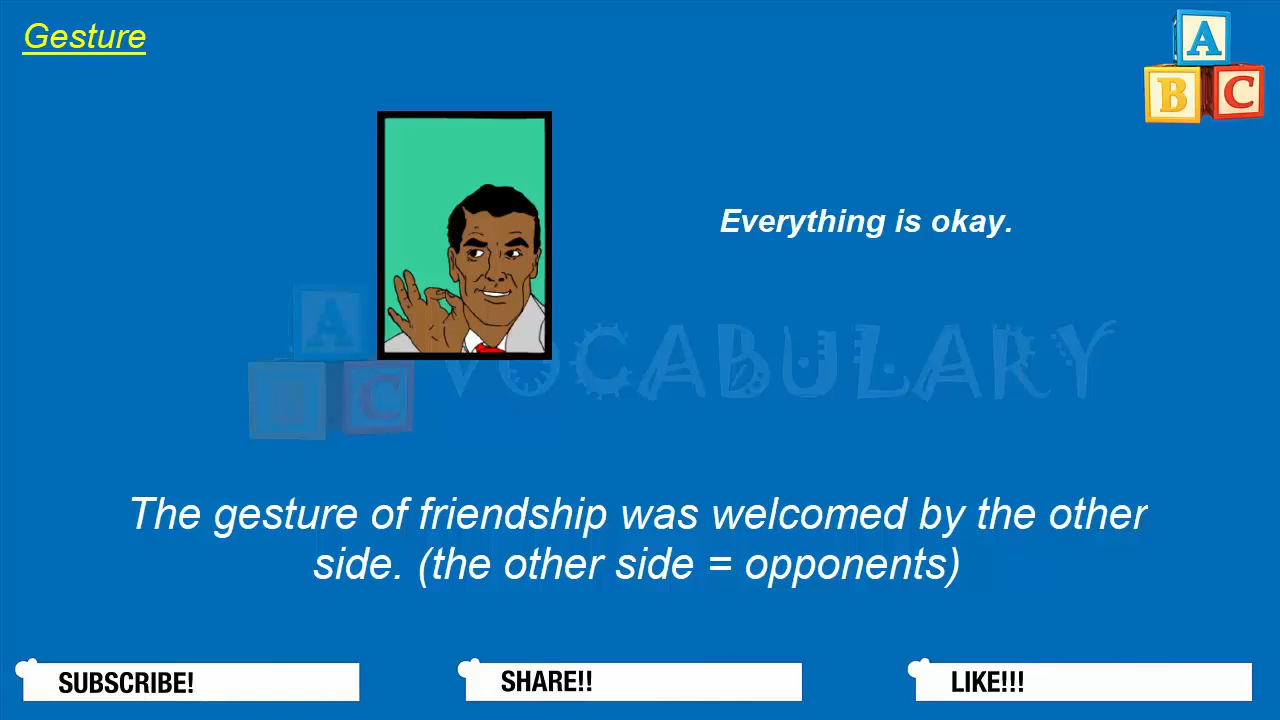 Gesture
A
B C
Everything is okay.
A
B C
VOCABULARY
The gesture of friendship was welcomed by the other
side. (the other side = opponents)
SUBSCRIBE!
SHARE!!
LIKE!!!